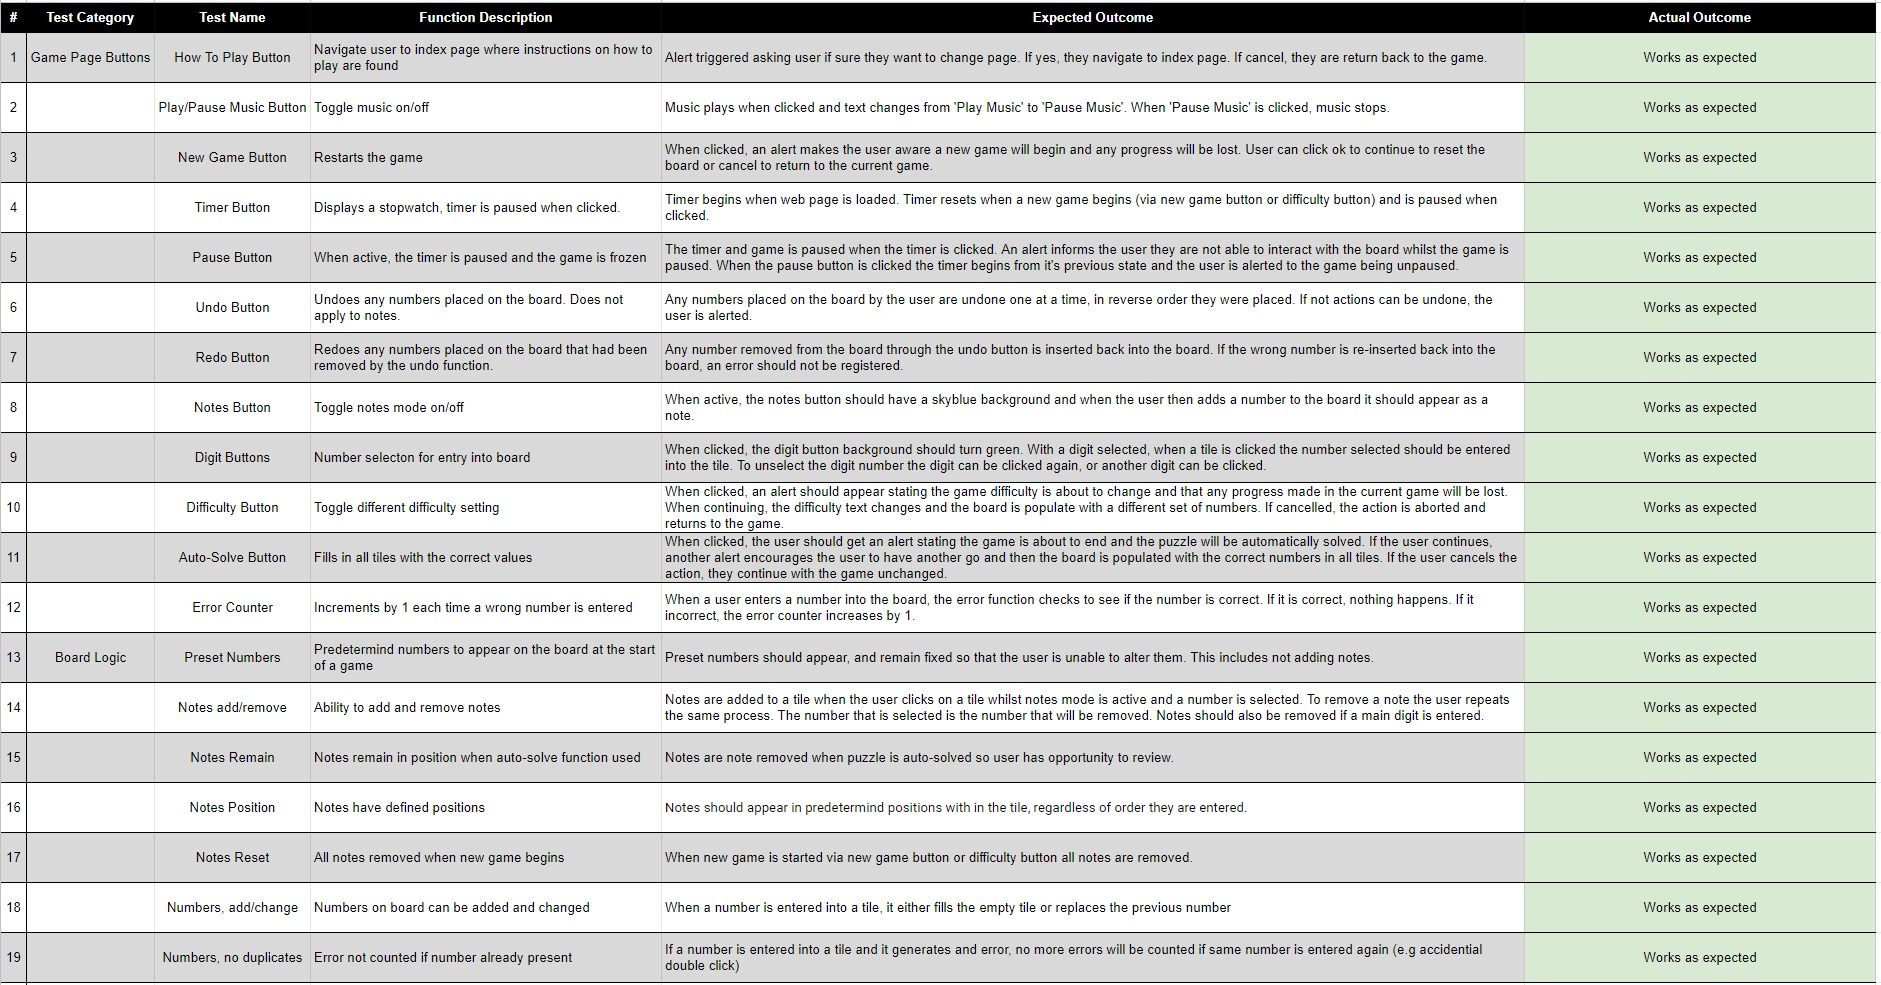 # Test Category Test Name Function Description Expected Outcome Actual Outcome
1 Game Page Buttons How To Play Button Navigate user to index page where instructions on how to
play are found
Alert triggered asking user if sure they want to change page. If yes, they navigate to index page. If cancel, they are return back to the game.
Works as expected
2 Play/Pause Music Button Toggle music on/off
Music plays when clicked and text changes from 'Play Music' to 'Pause Music'. When 'Pause Music' is clicked, music stops.
Works as expected
3 New Game Button Restarts the game
When clicked, an alert makes the user aware a new game will begin and any progress will be lost. User can click ok to continue to reset the
board or cancel to return to the current game.
Works as expected
4 Timer Button Displays a stopwatch, timer is paused when clicked.
Timer begins when web page is loaded. Timer resets when a new game begins (via new game button or difficulty button) and is paused when
clicked.
Works as expected
5 Pause Button When active, the timer is paused and the game is frozen
The timer and game is paused when the timer is clicked. An alert informs the user they are not able to interact with the board whilst the game is
paused. When the pause button is clicked the timer begins from it's previous state and the user is alerted to the game being unpaused.
Works as expected
6 Undo Button Undoes any numbers placed on the board. Does not
apply to notes.
Any numbers placed on the board by the user are undone one at a time, in reverse order they were placed. If not actions can be undone, the
user is alerted.
Works as expected
7 Redo Button Redoes any numbers placed on the board that had been
removed by the undo function.
Any number removed from the board through the undo button is inserted back into the board. If the wrong number is re-inserted back into the
board, an error should not be registered.
Works as expected
8 Notes Button Toggle notes mode on/off
When active, the notes button should have a skyblue background and when the user then adds a number to the board it should appear as a
note.
Works as expected
9 Digit Buttons Number selecton for entry into board
When clicked, the digit button background should turn green. With a digit selected, when a tile is clicked the number selected should be entered
into the tile. To unselect the digit number the digit can be clicked again, or another digit can be clicked.
Works as expected
10 Difficulty Button Toggle different difficulty setting
When clicked, an alert should appear stating the game difficulty is about to change and that any progress made in the current game will be lost.
When continuing, the difficulty text changes and the board is populate with a different set of numbers. If cancelled, the action is aborted and
returns to the game.
Works as expected
11 Auto-Solve Button Fills in all tiles with the correct values
When clicked, the user should get an alert stating the game is about to end and the puzzle will be automatically solved. If the user continues,
another alert encourages the user to have another go and then the board is populated with the correct numbers in all tiles. If the user cancels the
action, they continue with the game unchanged.
Works as expected
12 Error Counter Increments by 1 each time a wrong number is entered
When a user enters a number into the board, the error function checks to see if the number is correct. If it is correct, nothing happens. If it
incorrect, the error counter increases by 1.
Works as expected
13 Board Logic Preset Numbers Predetermind numbers to appear on the board at the start
of a game
Preset numbers should appear, and remain fixed so that the user is unable to alter them. This includes not adding notes.
Works as expected
14 Notes add/remove Ability to add and remove notes
Notes are added to a tile when the user clicks on a tile whilst notes mode is active and a number is selected. To remove a note the user repeats
the same process. The number that is selected is the number that will be removed. Notes should also be removed if a main digit is entered.
Works as expected
15 Notes Remain Notes remain in position when auto-solve function used
Notes are note removed when puzzle is auto-solved so user has opportunity to review.
Works as expected
16 Notes Position Notes have defined positions
Notes should appear in predetermind positions with in the tile, regardless of order they are entered.
Works as expected
17 Notes Reset All notes removed when new game begins
When new game is started via new game button or difficulty button all notes are removed.
Works as expected
18 Numbers, add/change Numbers on board can be added and changed
When a number is entered into a tile, it either fills the empty tile or replaces the previous number
Works as expected
19 Numbers, no duplicates Error not counted if number already present
If a number is entered into a tile and it generates and error, no more errors will be counted if same number is entered again (e.g accidential
double click)
Works as expected